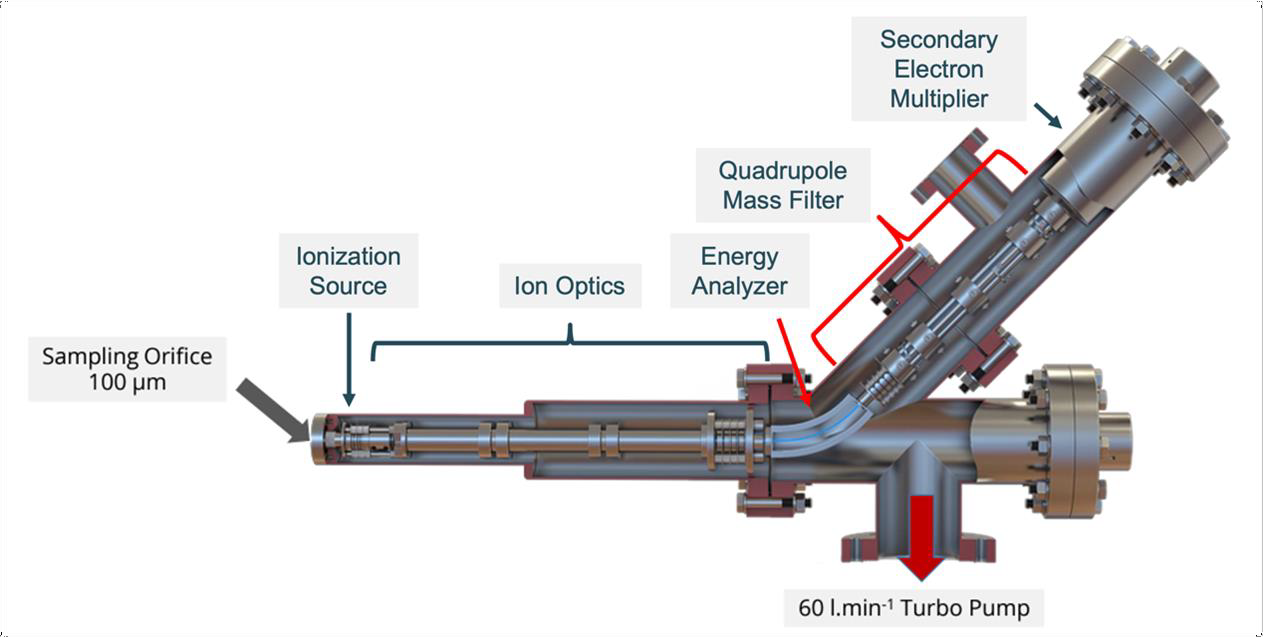 Secondary
Electron
Multiplier
Quadrupole
Mass Filter
Energy
Analyzer
Ionization
Source
Ion Optics
Sampling Orifice
100 µm
60 l.min⁻¹ Turbo Pump